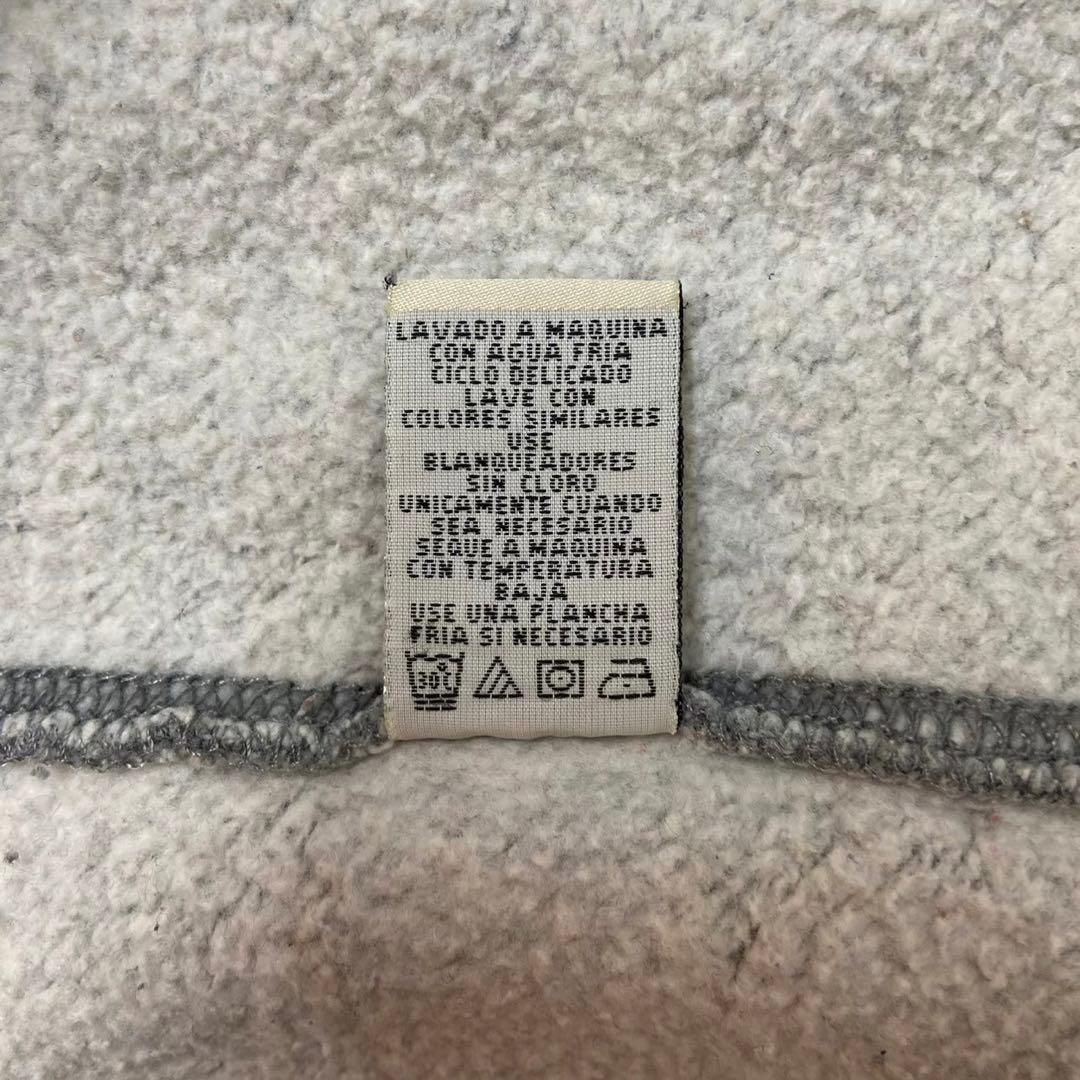 LAVADO A MAQUINA
CON AGUA FRIA
CICLO DELICADO
LAVE CON
COLORES SIMILARES
USE
BLANQUEADORES
SIN CLORO
UNICAMENTE CUANDO
SEA NECESARIO
SEQUE A MAQUINA
CON TEMPERATURA
BAJA
USE UNA PLANCHA
FRIA SI NECESARIO
30°C